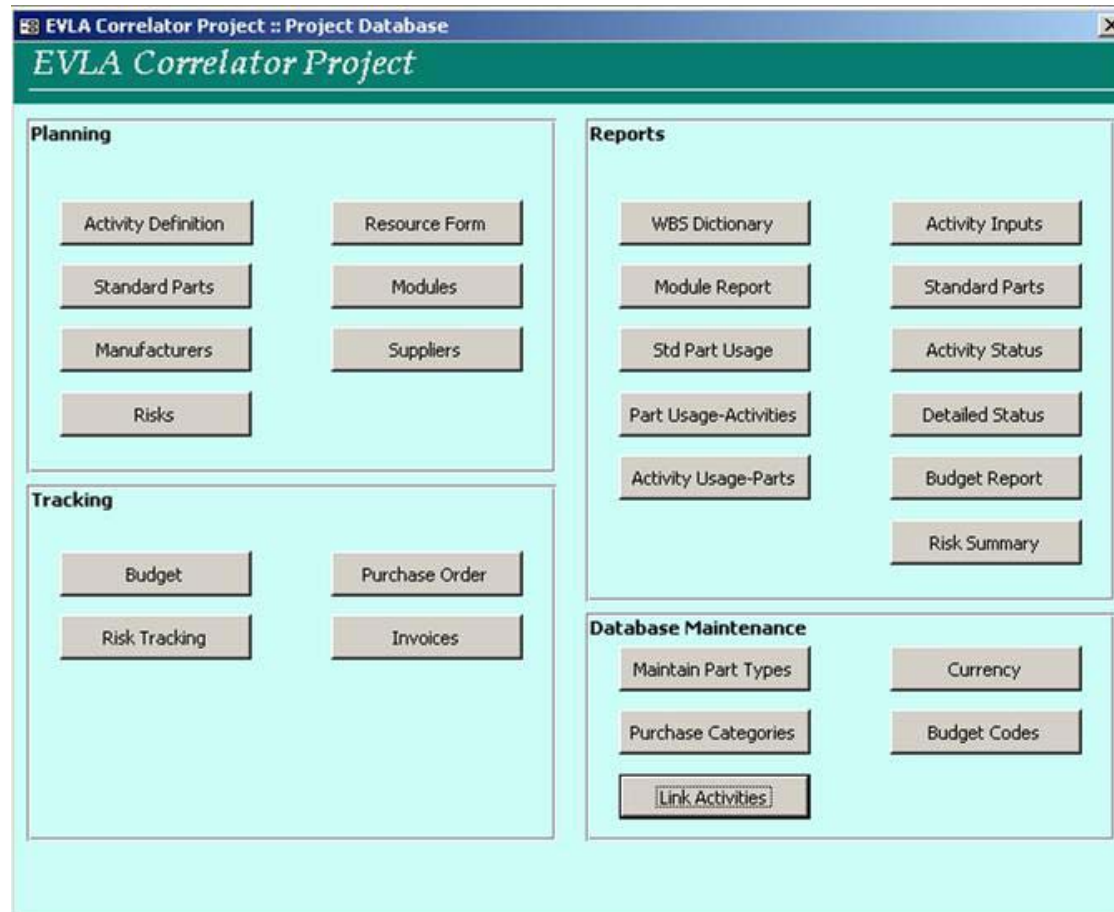 EVLA Correlator Project :: Project Database
EVLA Correlator Project
Planning
Activity Definition
Resource Form
Standard Parts
Modules
Manufacturers
Suppliers
Risks
Tracking
Budget
Purchase Order
Risk Tracking
Invoices
Reports
WBS Dictionary
Activity Inputs
Module Report
Standard Parts
Std Part Usage
Activity Status
Part Usage-Activities
Detailed Status
Activity Usage-Parts
Budget Report
Risk Summary
Database Maintenance
Maintain Part Types
Currency
Purchase Categories
Budget Codes
Link Activities